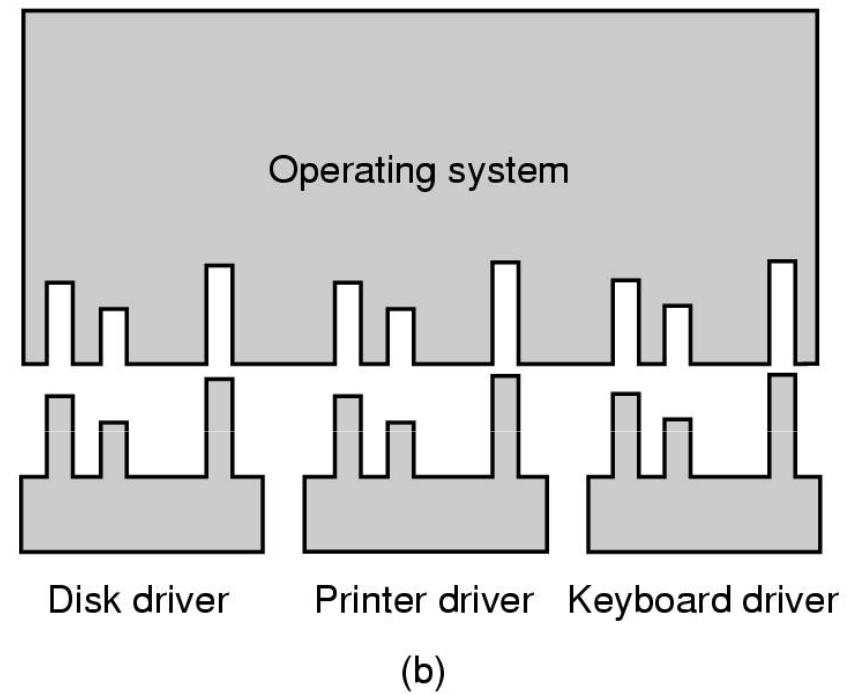 Operating system
Disk driver
Printer driver
Keyboard driver
(b)